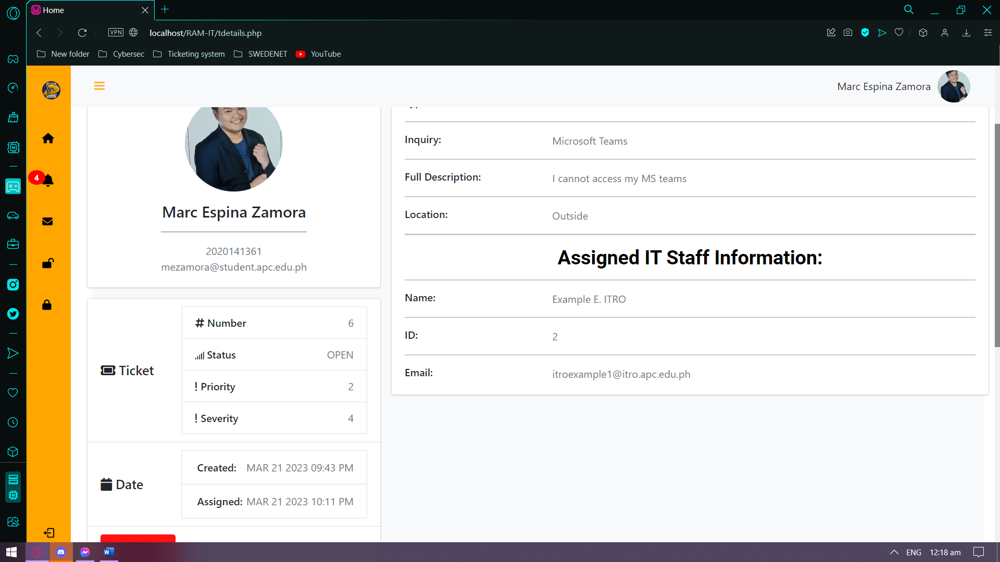 Home
VPN
localhost/RAM-IT/tdetails.php
New folder
Cybersec
Ticketing system
SWEDENET
YouTube
Marc Espina Zamora
4
Marc Espina Zamora
2020141361
mezamora@student.apc.edu.ph
Ticket
# Number 6
Status OPEN
! Priority 2
! Severity 4
Date
Created: MAR 21 2023 09:43 PM
Assigned: MAR 21 2023 10:11 PM
Inquiry: Microsoft Teams
Full Description: I cannot access my MS teams
Location: Outside
Assigned IT Staff Information:
Name: Example E. ITRO
ID: 2
Email: itroexample1@itro.apc.edu.ph
ENG 12:18 am